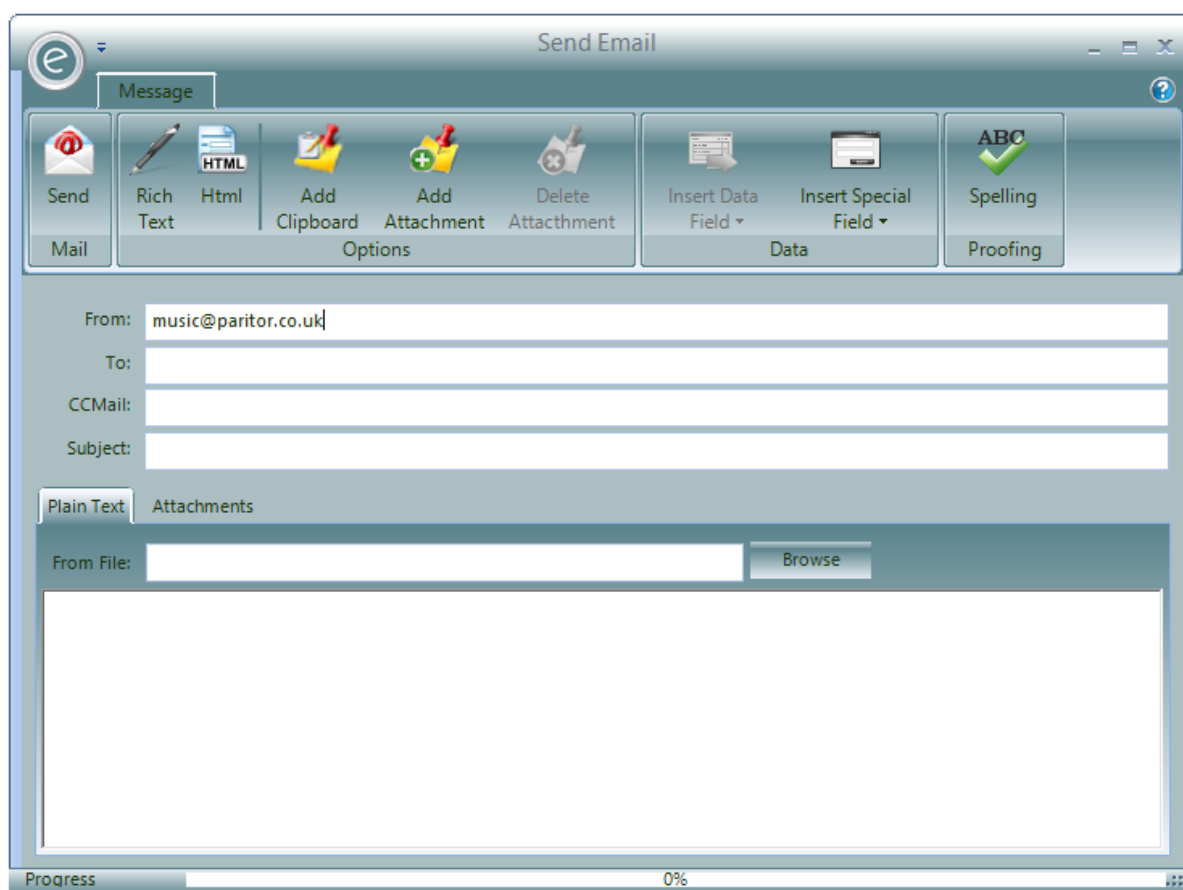 e
Send Email
Message
?
@
HTML
ABC
Send
Rich Text
Html
Add Clipboard
Add Attachment
Delete Attacthment
Insert Data Field
Insert Special Field
Spelling
Mail
Options
Data
Proofing
From: music@paritor.co.uk
To:
CCMail:
Subject:
Plain Text Attachments
From File: Browse
Progress 0%